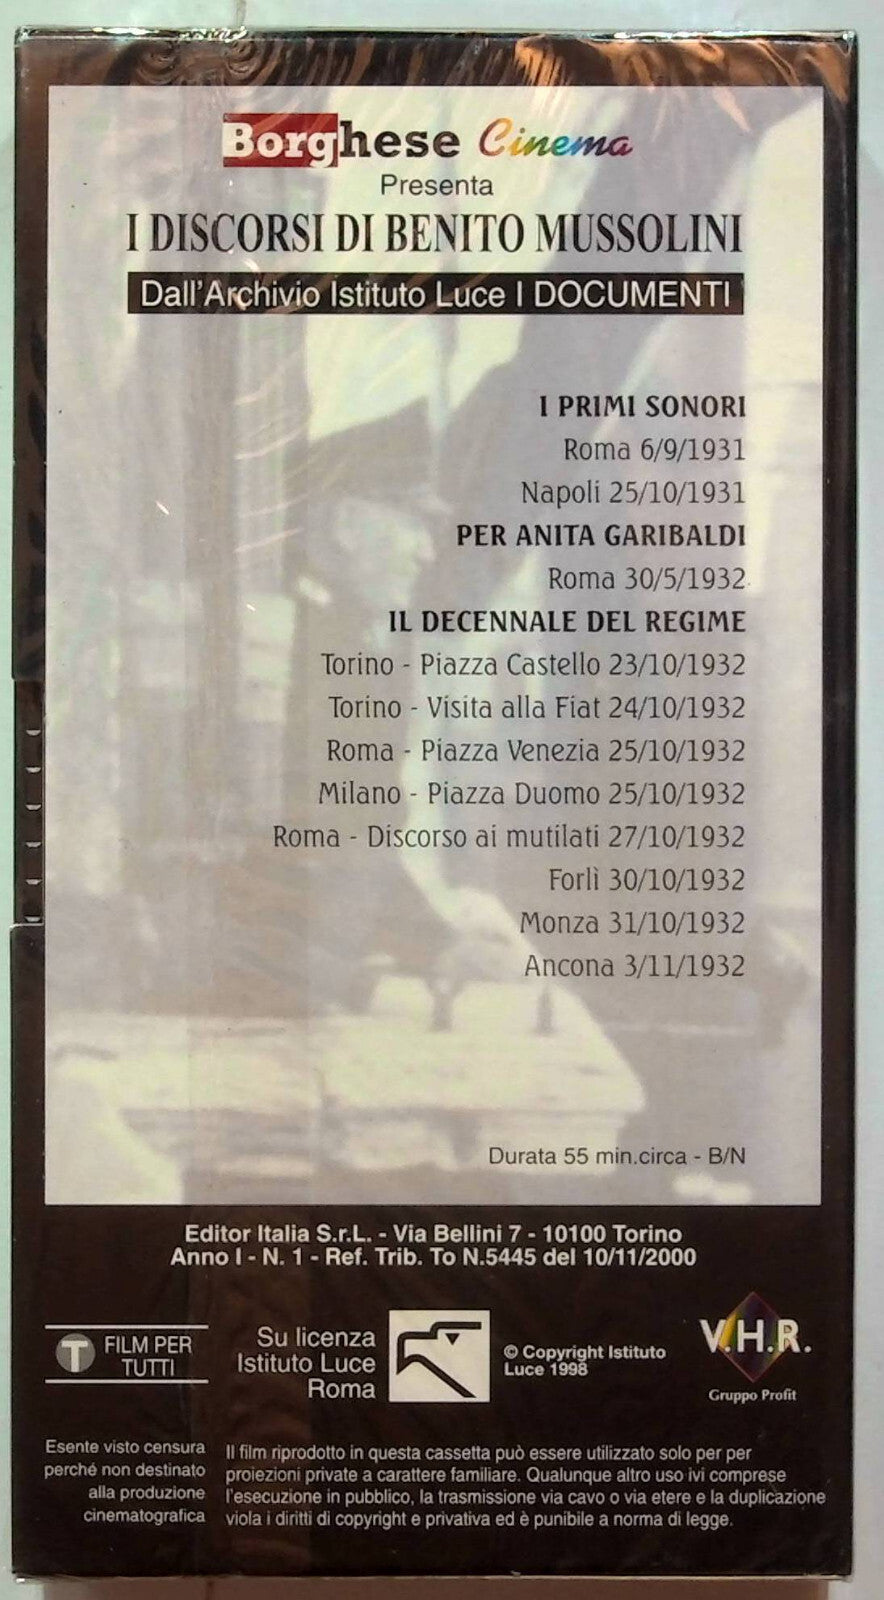 Borghese Cinema
Presenta
I DISCORSI DI BENITO MUSSOLINI
Dall'Archivio Istituto Luce I DOCUMENTI
I PRIMI SONORI
Roma 6/9/1931
Napoli 25/10/1931
PER ANITA GARIBALDI
Roma 30/5/1932
IL DECENNALE DEL REGIME
Torino - Piazza Castello 23/10/1932
Torino - Visita alla Fiat 24/10/1932
Roma - Piazza Venezia 25/10/1932
Milano - Piazza Duomo 25/10/1932
Roma - Discorso ai mutilati 27/10/1932
Forlì 30/10/1932
Monza 31/10/1932
Ancona 3/11/1932
Durata 55 min.circa - B/N
Editor Italia S.r.L. - Via Bellini 7 - 10100 Torino
Anno I - N. 1 - Ref. Trib. To N.5445 del 10/11/2000
T FILM PER
TUTTI
Su licenza
Istituto Luce
Roma
© Copyright Istituto
Luce 1998
V.H.R.
Gruppo Profit
Esente visto censura
perché non destinato
alla produzione
cinematografica
Il film riprodotto in questa cassetta può essere utilizzato solo per per
proiezioni private a carattere familiare. Qualunque altro uso ivi comprese
l'esecuzione in pubblico, la trasmissione via cavo o via etere e la duplicazione
viola i diritti di copyright e privativa ed è punibile a norma di legge.